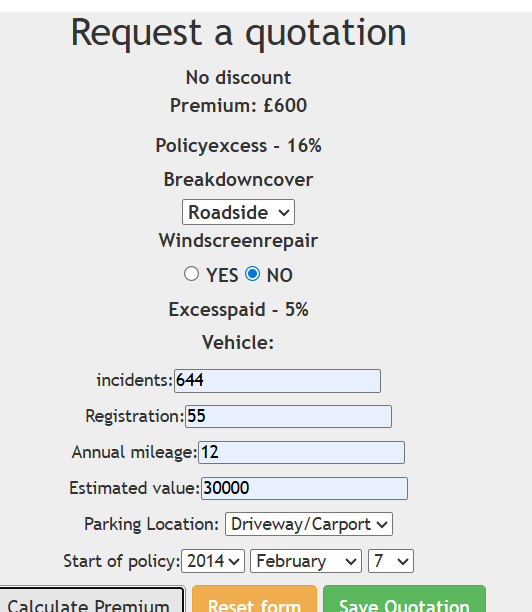 Request a quotation
No discount
Premium: £600
Policyexcess - 16%
Breakdowncover
Roadside
Windscreenrepair
YES NO
Excesspaid - 5%
Vehicle:
incidents: 644
Registration: 55
Annual mileage: 12
Estimated value: 30000
Parking Location: Driveway/Carport
Start of policy: 2014 February 7
Calculate Premium Reset form Save Quotation